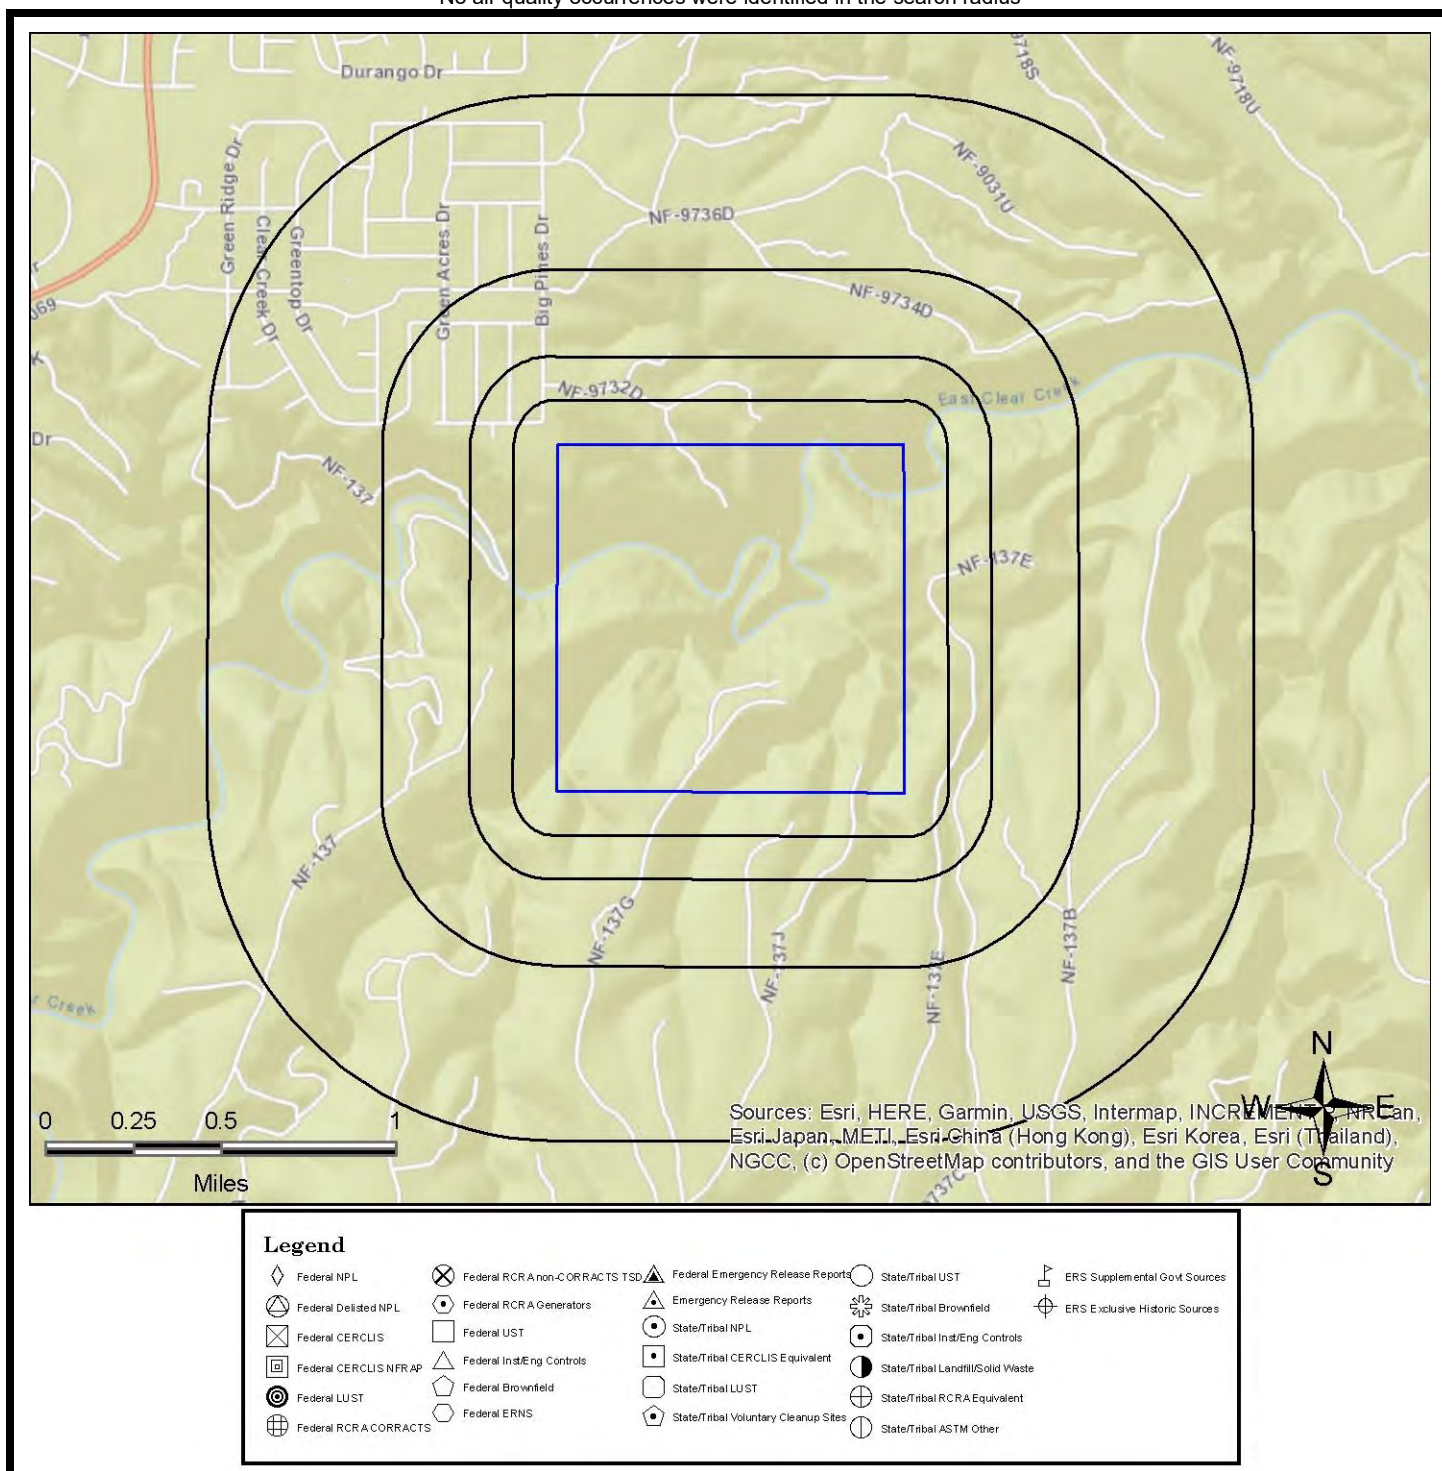 No air quality occurrences were identified in the search radius
Durango Dr
9718S
NF-9718U
Green Ridge Dr
Clear Creek Dr
Greentop Dr
Green Acres Dr
Big Pines Dr
NF-9736D
NF-9031U
NF-9734D
069
K
NF-9732D
East Clear Creek
Dr
NF-137
NF-137E
NF-137
NF-137G
NF-137J
NF-137E
NF-137B
r Creek
9737C
N
W
E
S
0 0.25 0.5 1
Miles
Sources: Esri, HERE, Garmin, USGS, Intermap, INCREMENT P, NRCan,
Esri Japan, METI, Esri China (Hong Kong), Esri Korea, Esri (Thailand),
NGCC, (c) OpenStreetMap contributors, and the GIS User Community
Legend
Federal NPL
Federal Delisted NPL
Federal CERCLIS
Federal CERCLIS NFRAP
Federal LUST
Federal RCRA CORRACTS
Federal RCRA non-CORRACTS TSD
Federal RCRA Generators
Federal UST
Federal Inst/Eng Controls
Federal Brownfield
Federal ERNS
Federal Emergency Release Reports
Emergency Release Reports
State/Tribal NPL
State/Tribal CERCLIS Equivalent
State/Tribal LUST
State/Tribal Voluntary Cleanup Sites
State/Tribal UST
State/Tribal Brownfield
State/Tribal Inst/Eng Controls
State/Tribal Landfill/Solid Waste
State/Tribal RCRA Equivalent
State/Tribal ASTM Other
ERS Supplemental Govt Sources
ERS Exclusive Historic Sources